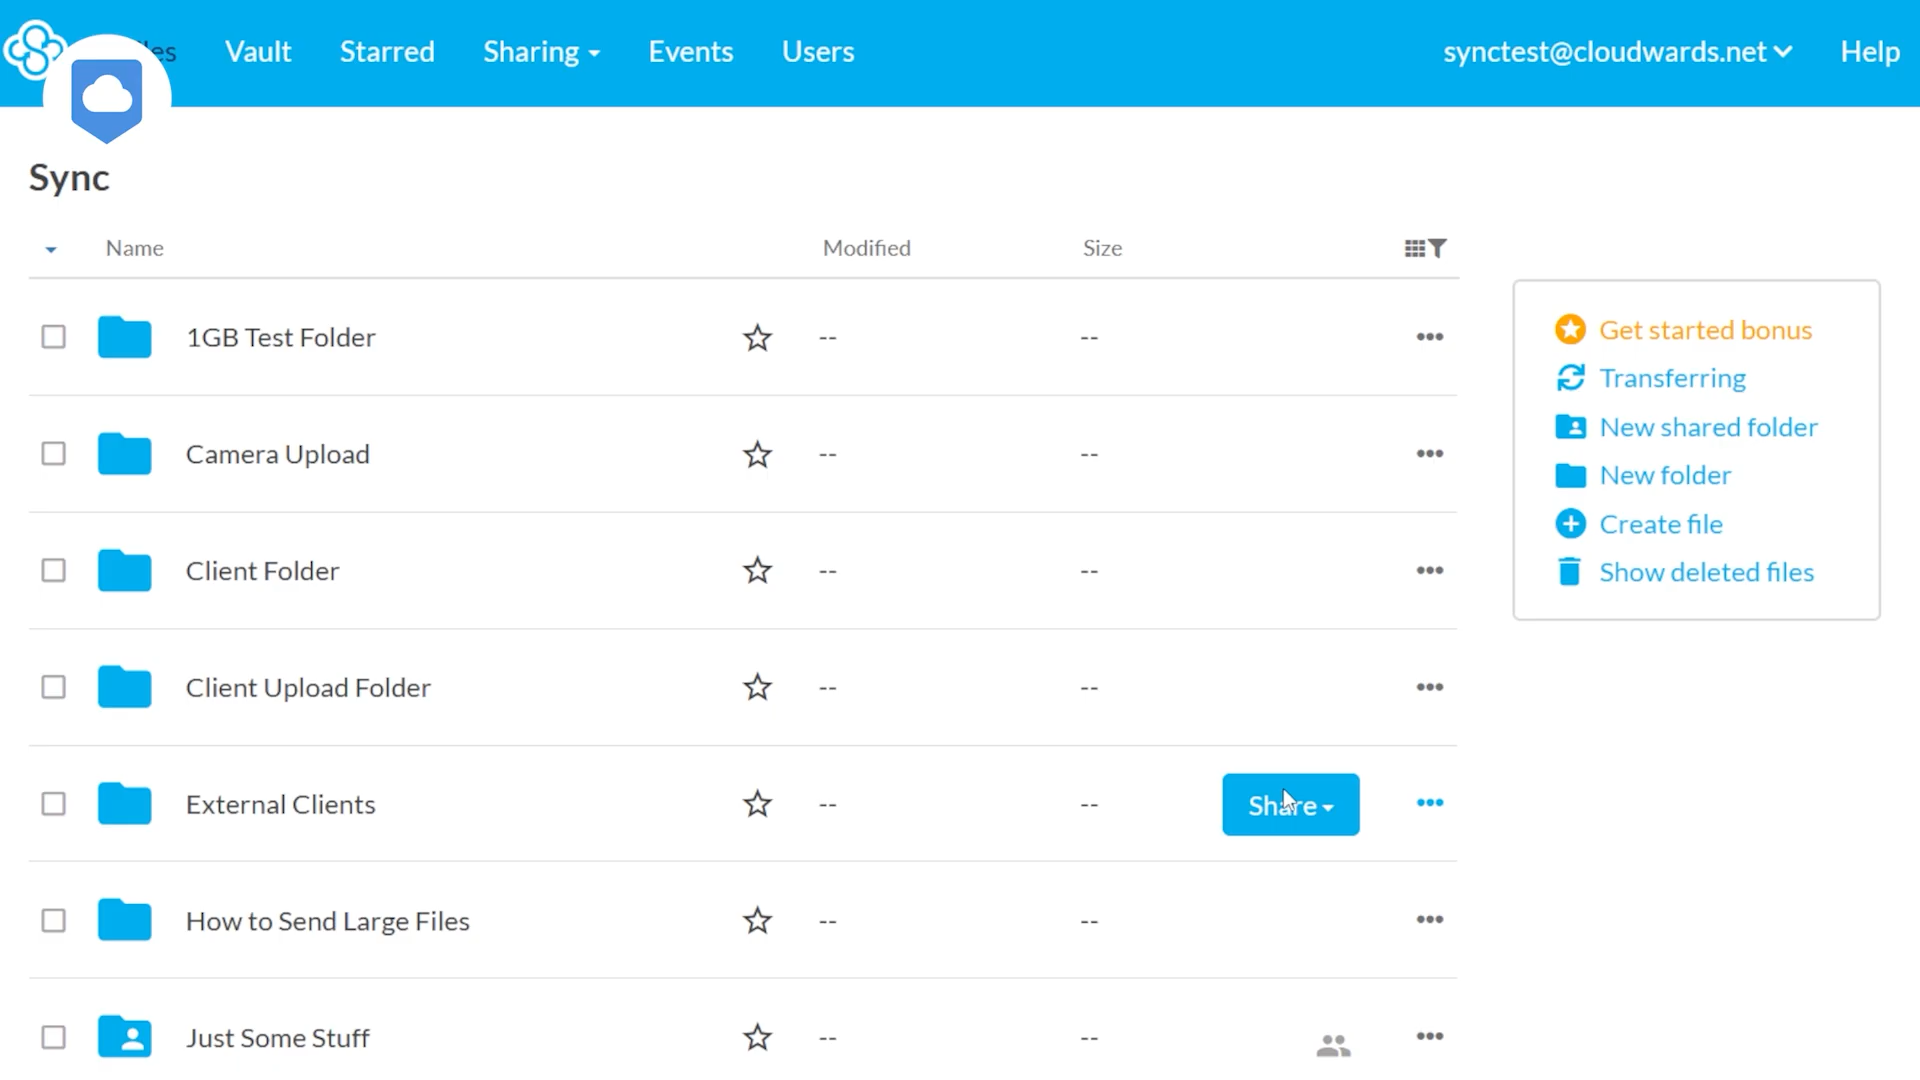 Vault Starred Sharing Events Users synctest@cloudwards.net Help
Sync
Name Modified Size
1GB Test Folder -- --
Camera Upload -- --
Client Folder -- --
Client Upload Folder -- --
External Clients -- -- Share
How to Send Large Files -- --
Just Some Stuff -- --
Get started bonus
Transferring
New shared folder
New folder
Create file
Show deleted files